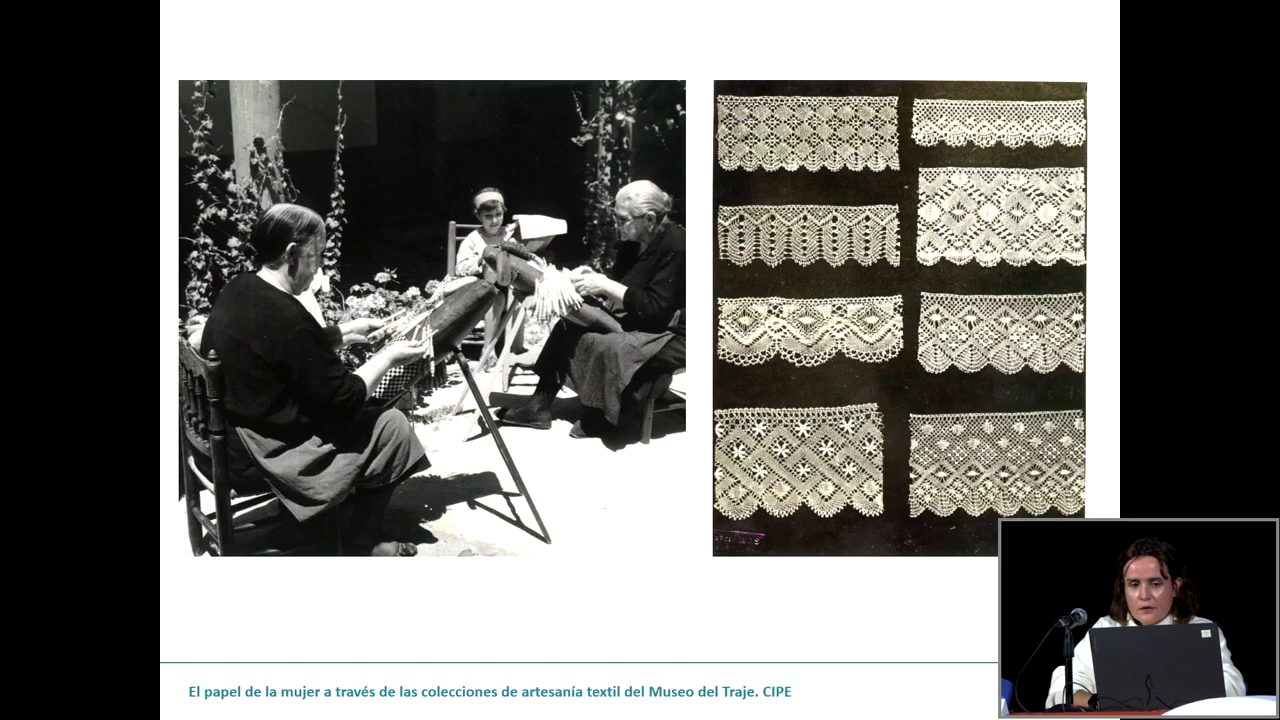 El papel de la mujer a través de las colecciones de artesanía textil del Museo del Traje. CIPE